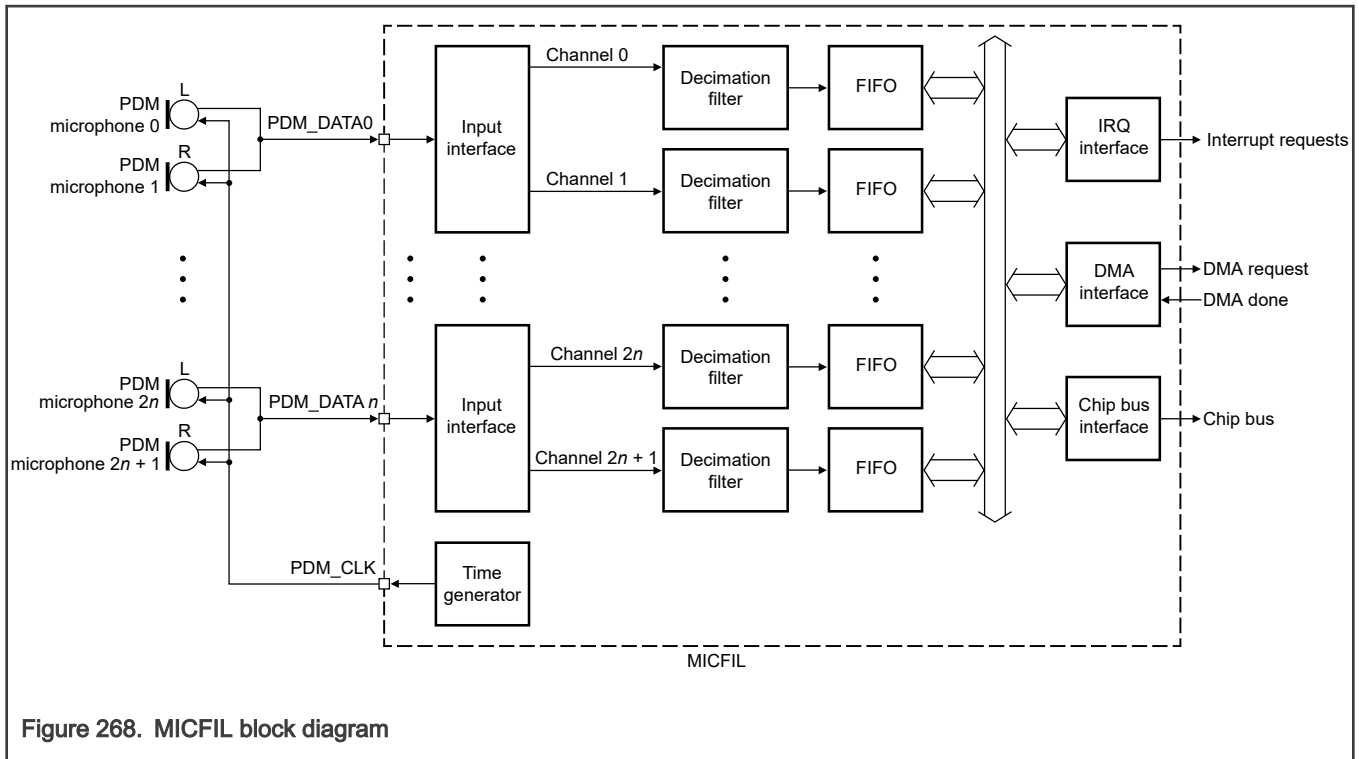 L
PDM
microphone 0
R
PDM
microphone 1
PDM_DATA0
Input
interface
Channel 0
Decimation
filter
FIFO
Channel 1
Decimation
filter
FIFO
IRQ
interface
Interrupt requests
DMA
interface
DMA request
DMA done
L
PDM
microphone 2n
R
PDM
microphone 2n + 1
PDM_DATA n
Input
interface
Channel 2n
Decimation
filter
FIFO
Channel 2n + 1
Decimation
filter
FIFO
Chip bus
interface
Chip bus
PDM_CLK
Time
generator
MICFIL
Figure 268. MICFIL block diagram